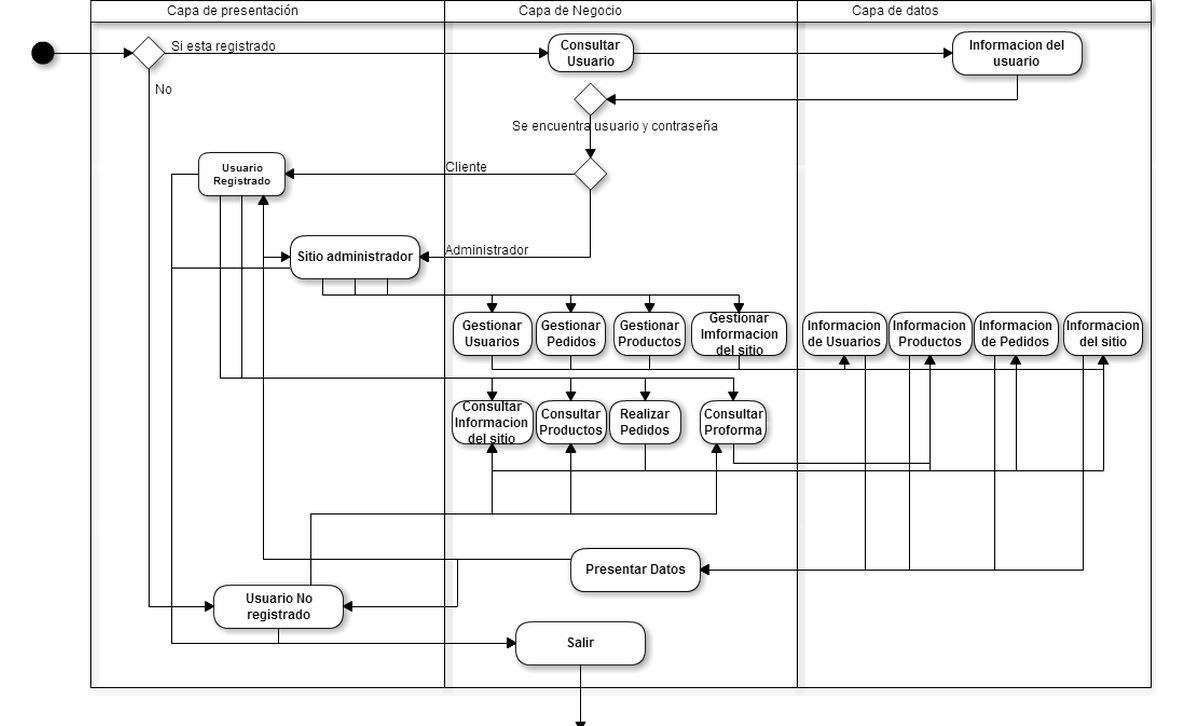 Capa de presentación
Capa de Negocio
Capa de datos
Si esta registrado
Consultar
Usuario
Informacion del
usuario
No
Se encuentra usuario y contraseña
Usuario
Registrado
Cliente
Sitio administrador
Administrador
Gestionar
Usuarios
Gestionar
Pedidos
Gestionar
Productos
Gestionar
Imformacion
del sitio
Informacion
de Usuarios
Informacion
Productos
Informacion
de Pedidos
Informacion
del sitio
Consultar
Informacion
del sitio
Consultar
Productos
Realizar
Pedidos
Consultar
Proforma
Presentar Datos
Usuario No
registrado
Salir